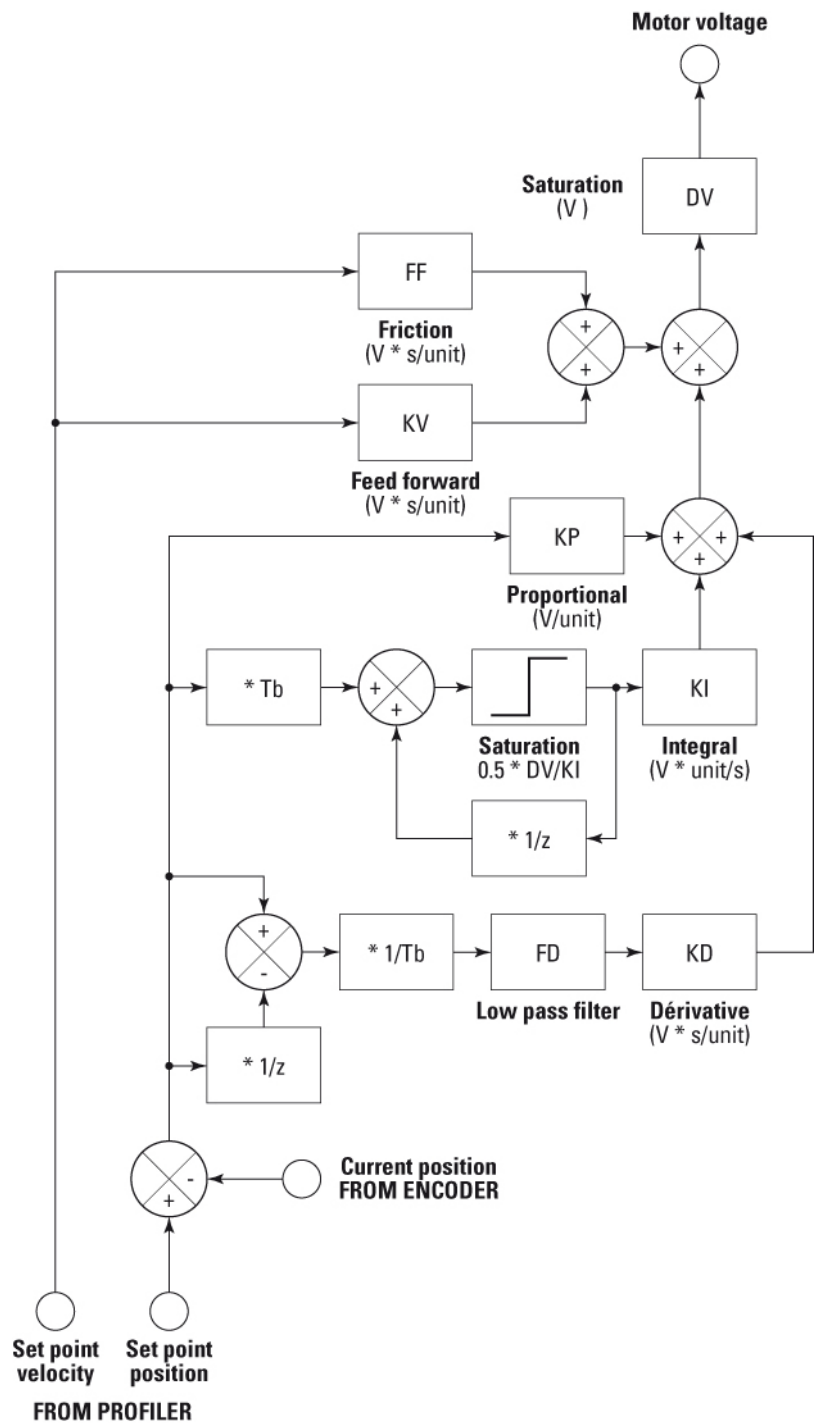 Motor voltage
Saturation
(V )
DV
FF
+
Friction
(V * s/unit)
+
+
+
KV
Feed forward
(V * s/unit)
KP
+
+
+
Proportional
(V/unit)
* Tb
+
+
KI
Saturation
0.5 * DV/KI
Integral
(V * unit/s)
* 1/z
+
-
* 1/Tb
FD
KD
Low pass filter
Dérivative
(V * s/unit)
* 1/z
-
+
Current position
FROM ENCODER
Set point
velocity
Set point
position
FROM PROFILER